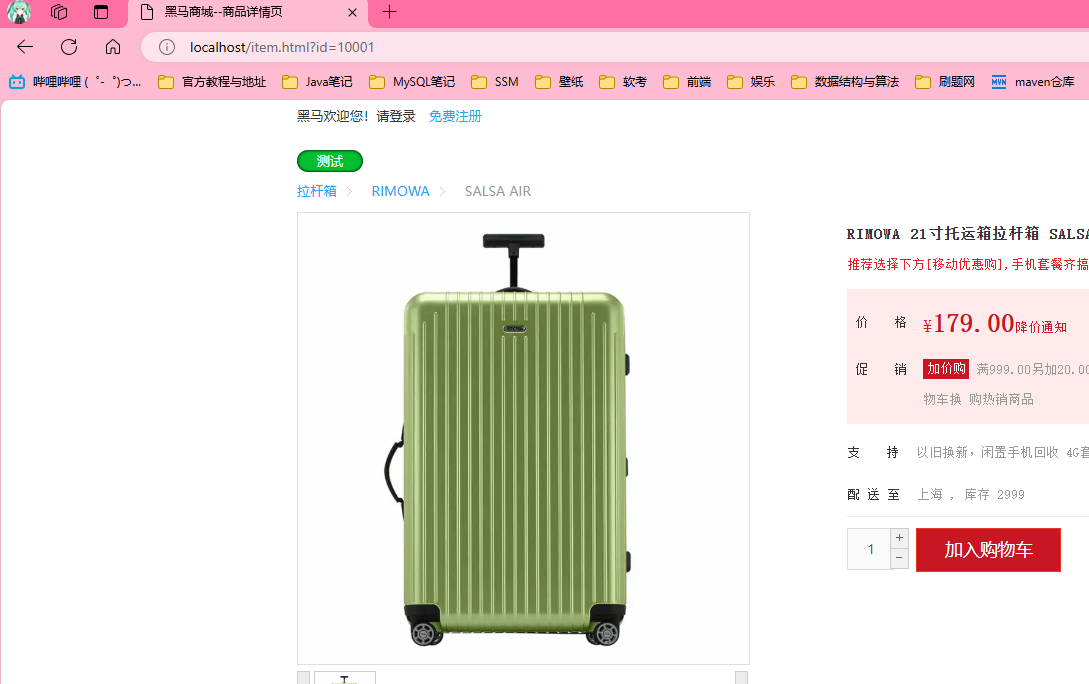 黑马商城--商品详情页
localhost/item.html?id=10001
哔哩哔哩 (゜-゜)つ...
官方教程与地址
Java笔记
MySQL笔记
SSM
壁纸
软考
前端
娱乐
数据结构与算法
刷题网
maven仓库
黑马欢迎您！请登录 免费注册
测试
拉杆箱 RIMOWA SALSA AIR
RIMOWA 21寸托运箱拉杆箱 SALSA
推荐选择下方[移动优惠购],手机套餐齐搞
价 格 ¥179.00降价通知
促 销 加价购 满999.00另加20.00
物车换 购热销商品
支 持 以旧换新，闲置手机回收 4G套
配 送 至 上海 , 库存 2999
1 + - 加入购物车